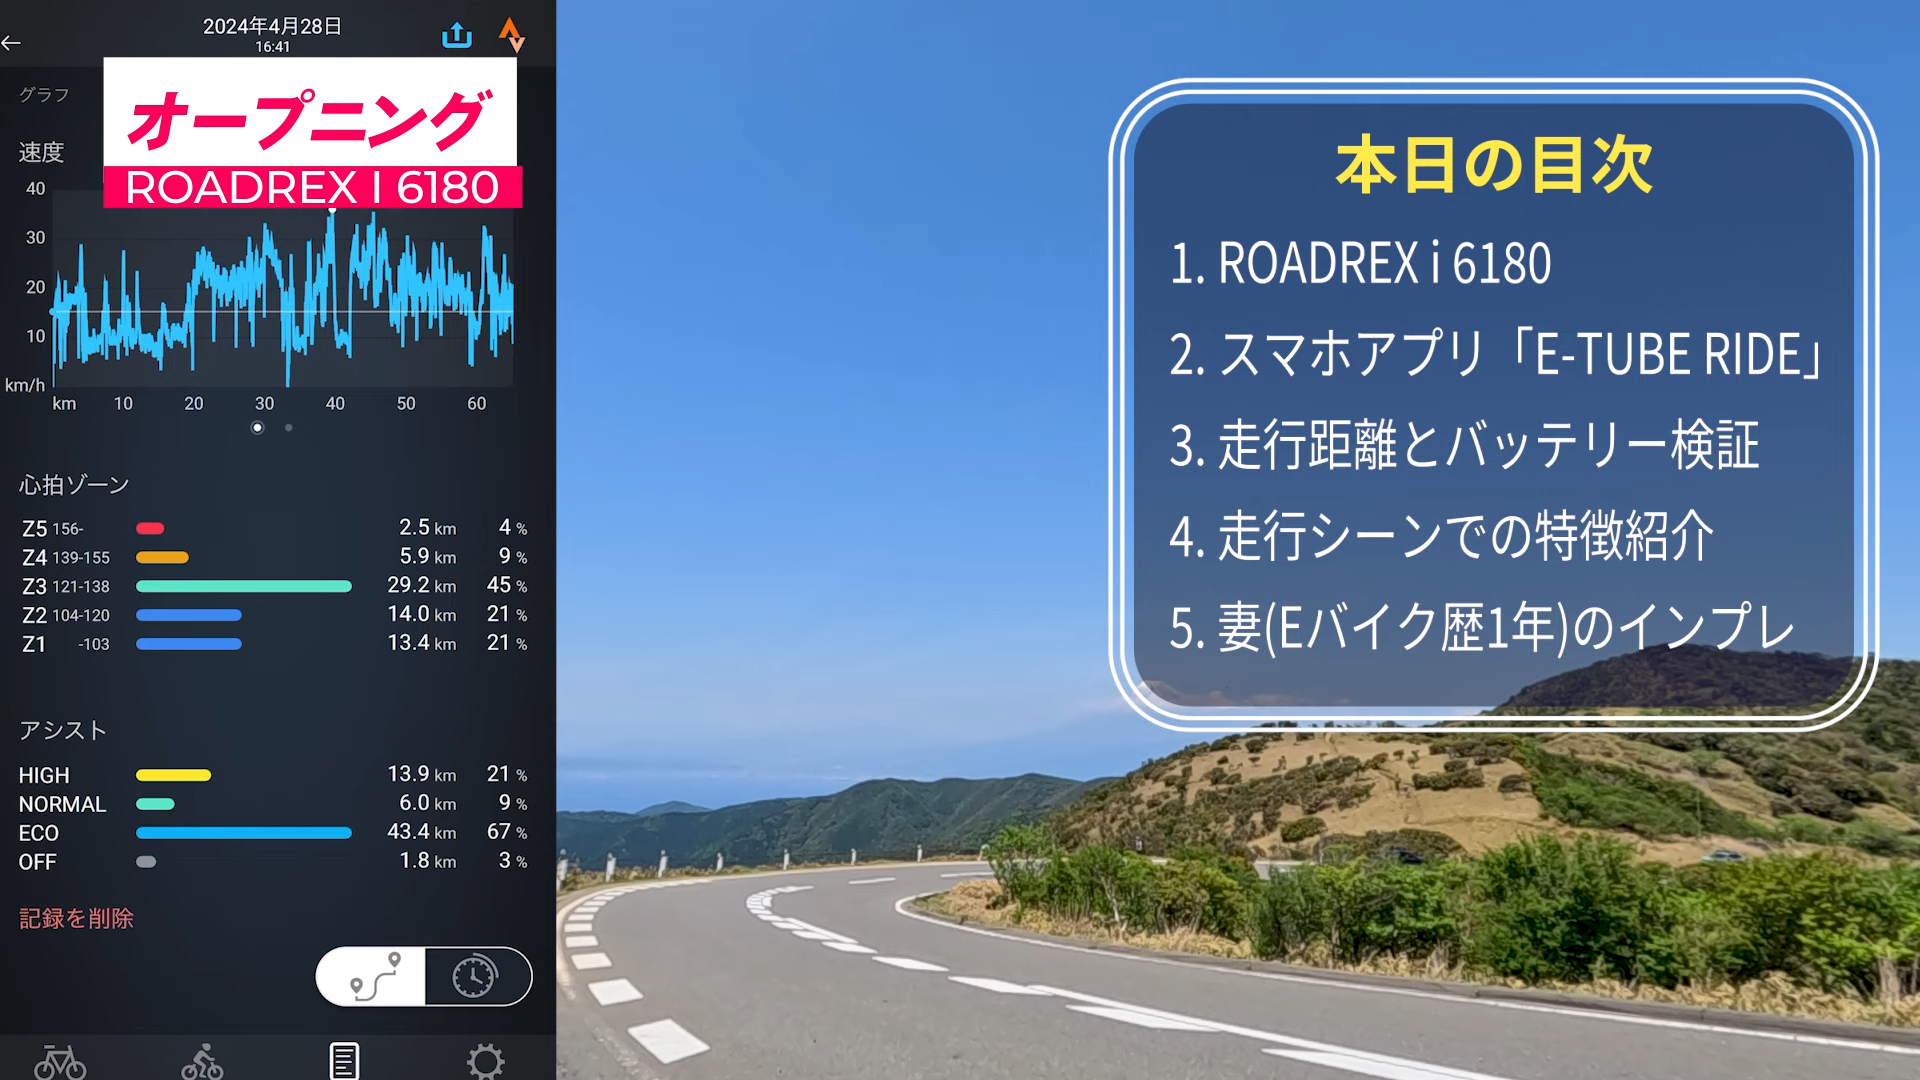 2024年4月28日
16:41
グラフ
オープニング
ROADREX I 6180
速度
40
30
20
10
km/h
km 10 20 30 40 50 60
心拍ゾーン
Z5 156- 2.5 km 4 %
Z4 139-155 5.9 km 9 %
Z3 121-138 29.2 km 45 %
Z2 104-120 14.0 km 21 %
Z1 -103 13.4 km 21 %
アシスト
HIGH 13.9 km 21 %
NORMAL 6.0 km 9 %
ECO 43.4 km 67 %
OFF 1.8 km 3 %
記録を削除
本日の目次
1. ROADREX i 6180
2. スマホアプリ「E-TUBE RIDE」
3. 走行距離とバッテリー検証
4. 走行シーンでの特徴紹介
5. 妻(Eバイク歴1年)のインプレ